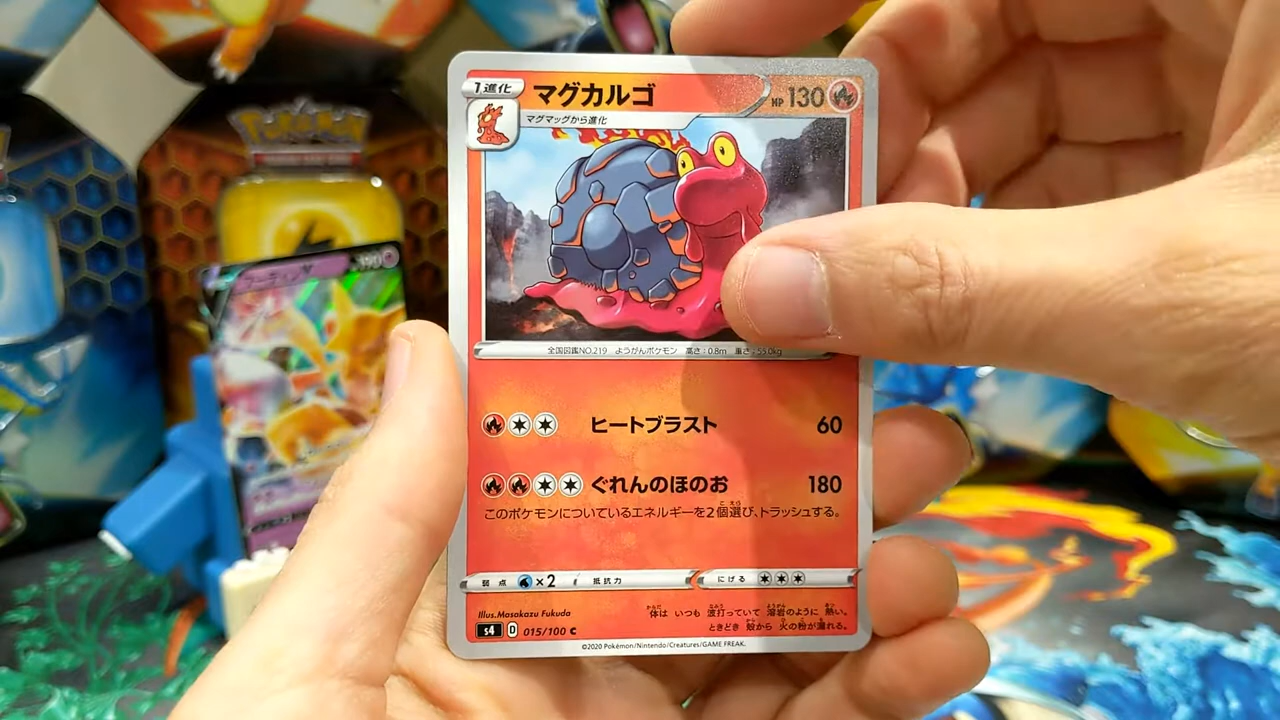 Pokémon
1進化
マグカルゴ
HP 130
マグマッグから進化
全国図鑑NO.219 ようがんポケモン 高さ:0.8m 重さ:55.0kg
ヒートブラスト 60
ぐれんのほのお 180
このポケモンについているエネルギーを2個選び、トラッシュする。
弱点 ×2 抵抗力 にげる
Illus.Masakazu Fukuda
体は いつも 波打っていて 溶岩のように 熱い。
ときどき 殻から 火の粉が漏れる。
s4 D 015/100 C
©2020 Pokémon/Nintendo/Creatures/GAME FREAK.